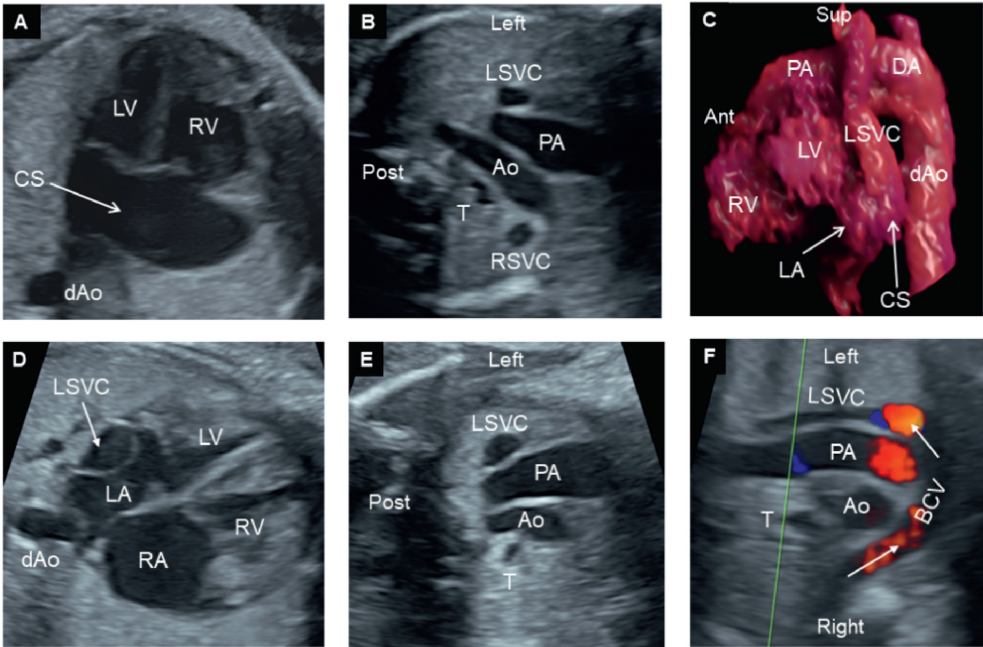 A
LV
RV
CS
dAo
B
Left
LSVC
PA
Ao
Post
T
RSVC
C
Sup
PA
DA
Ant
LSVC
LV
dAo
RV
LA
CS
D
LSVC
LV
LA
RV
RA
dAo
E
Left
LSVC
PA
Post
Ao
T
F
Left
LSVC
PA
Ao
BCV
T
Right